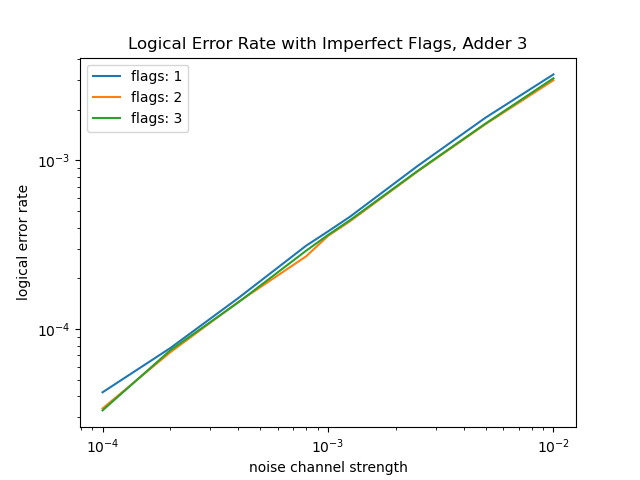 Logical Error Rate with Imperfect Flags, Adder 3
flags: 1
flags: 2
flags: 3
logical error rate
10⁻³
10⁻⁴
10⁻⁴ 10⁻³ 10⁻²
noise channel strength